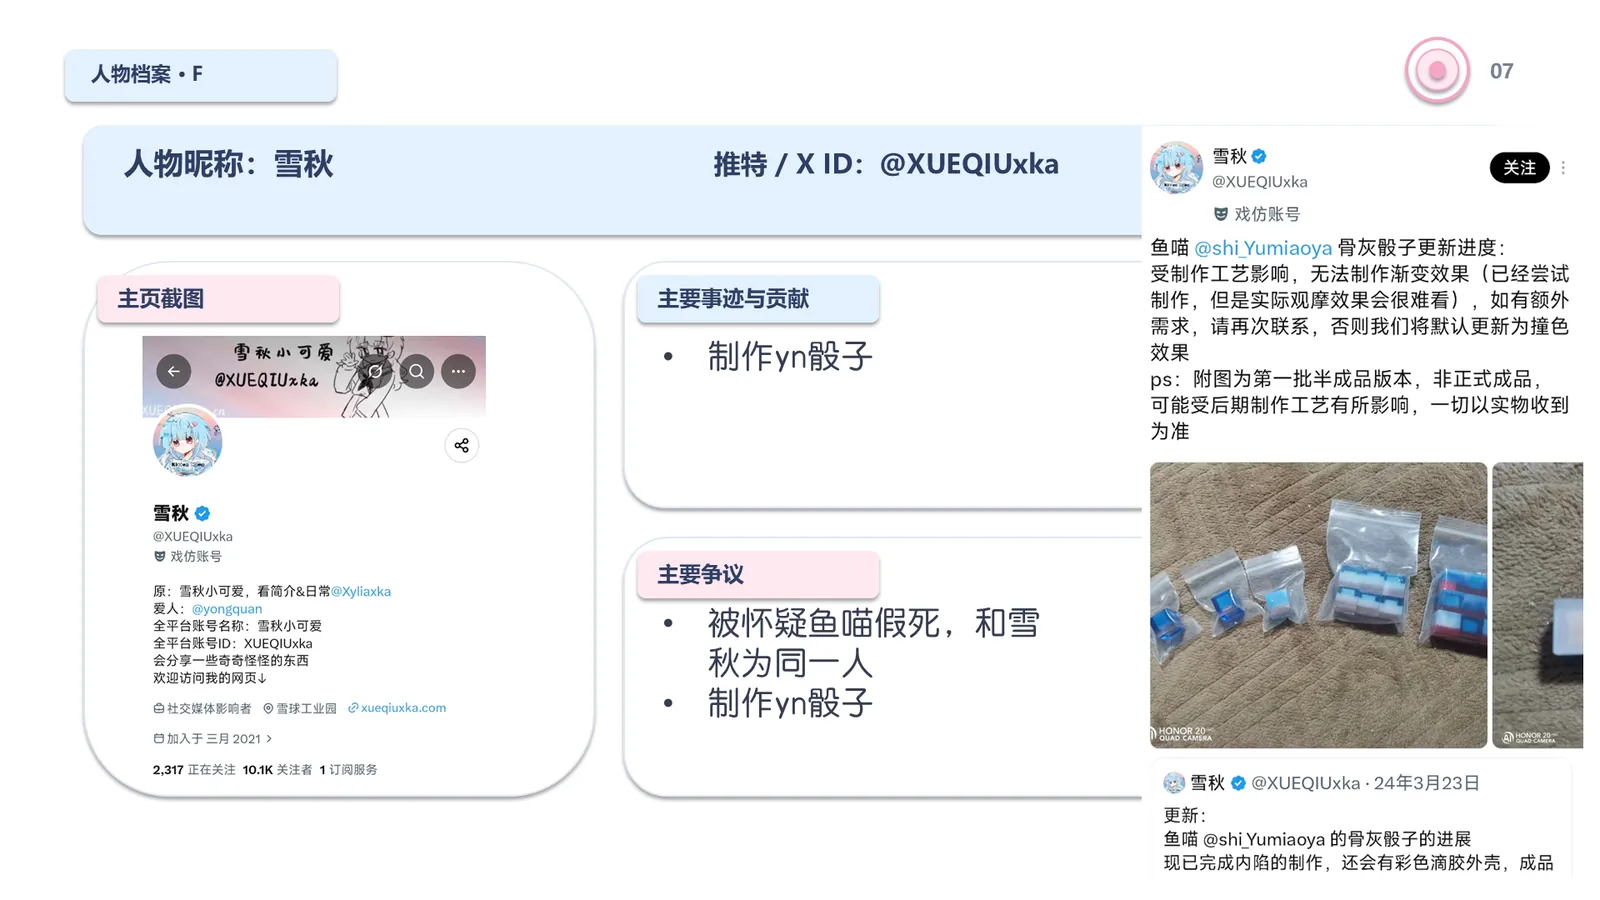 人物档案·F
07
人物昵称：雪秋
推特 / X ID：@XUEQIUxka
主页截图
雪秋小可爱
@XUEQIUxka
雪秋
@XUEQIUxka
戏仿账号
原：雪秋小可爱，看简介&日常@Xyliaxka
爱人：@yongquan
全平台账号名称：雪秋小可爱
全平台账号ID：XUEQIUxka
会分享一些奇奇怪怪的东西
欢迎访问我的网页↓
社交媒体影响者 雪球工业园 xueqiuxka.com
加入于 三月 2021 >
2,317 正在关注 10.1K 关注者 1 订阅服务
主要事迹与贡献
• 制作yn骰子
主要争议
• 被怀疑鱼喵假死，和雪
秋为同一人
• 制作yn骰子
雪秋
@XUEQIUxka
关注
戏仿账号
鱼喵 @shi_Yumiaoya 骨灰骰子更新进度：
受制作工艺影响，无法制作渐变效果（已经尝试
制作，但是实际观摩效果会很难看），如有额外
需求，请再次联系，否则我们将默认更新为撞色
效果
ps：附图为第一批半成品版本，非正式成品，
可能受后期制作工艺有所影响，一切以实物收到
为准
HONOR 20
QUAD CAMERA
HONOR 20
QUAD CAMERA
雪秋 @XUEQIUxka · 24年3月23日
更新：
鱼喵 @shi_Yumiaoya 的骨灰骰子的进展
现已完成内陷的制作，还会有彩色滴胶外壳，成品